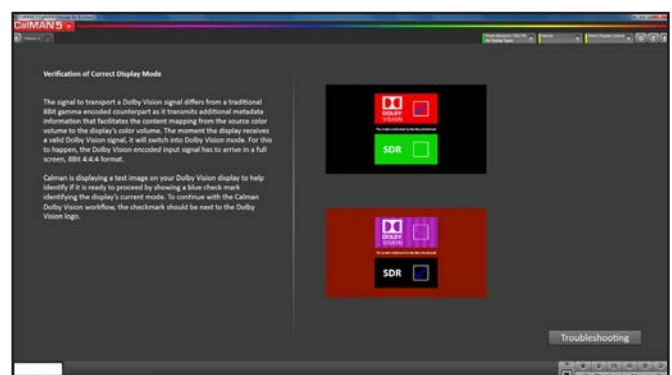 CalMAN 5
Verification of Correct Display Mode
The signal to transport a Dolby Vision signal differs from a traditional
8Bit gamma encoded counterpart as it transmits additional metadata
information that facilitates the content mapping from the source color
volume to the display's color volume. The moment the display receives
a valid Dolby Vision signal, it will switch into Dolby Vision mode. For this
to happen, the Dolby Vision encoded input signal has to arrive in a full
screen, 8Bit 4:4:4 format.
Calman is displaying a test image on your Dolby Vision display to help
identify if it is ready to proceed by showing a blue check mark
identifying the display's current mode. To continue with the Calman
Dolby Vision workflow, the checkmark should be next to the Dolby
Vision logo.
DOLBY
VISION
SDR
DOLBY
VISION
SDR
Troubleshooting